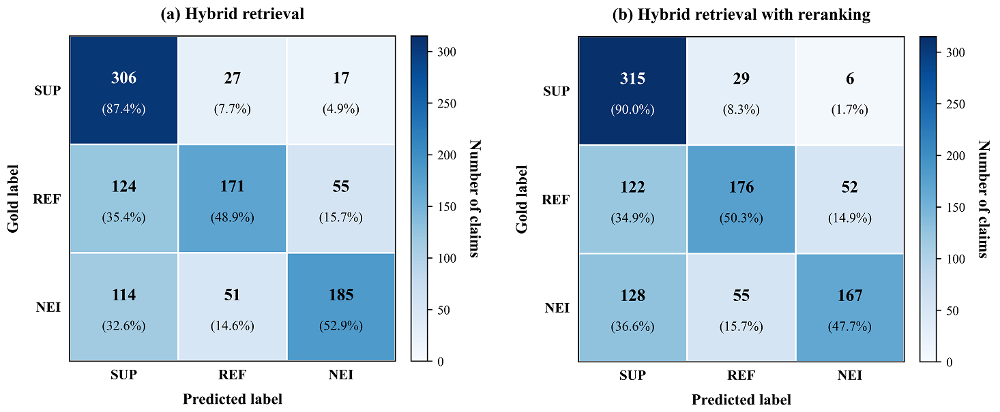 (a) Hybrid retrieval
SUP
306
27
17
(87.4%)
(7.7%)
(4.9%)
REF
124
171
55
(35.4%)
(48.9%)
(15.7%)
NEI
114
51
185
(32.6%)
(14.6%)
(52.9%)
SUP
REF
NEI
Predicted label
Gold label
300
250
200
150
100
50
0
Number of claims
(b) Hybrid retrieval with reranking
SUP
315
29
6
(90.0%)
(8.3%)
(1.7%)
REF
122
176
52
(34.9%)
(50.3%)
(14.9%)
NEI
128
55
167
(36.6%)
(15.7%)
(47.7%)
SUP
REF
NEI
Predicted label
Gold label
300
250
200
150
100
50
0
Number of claims